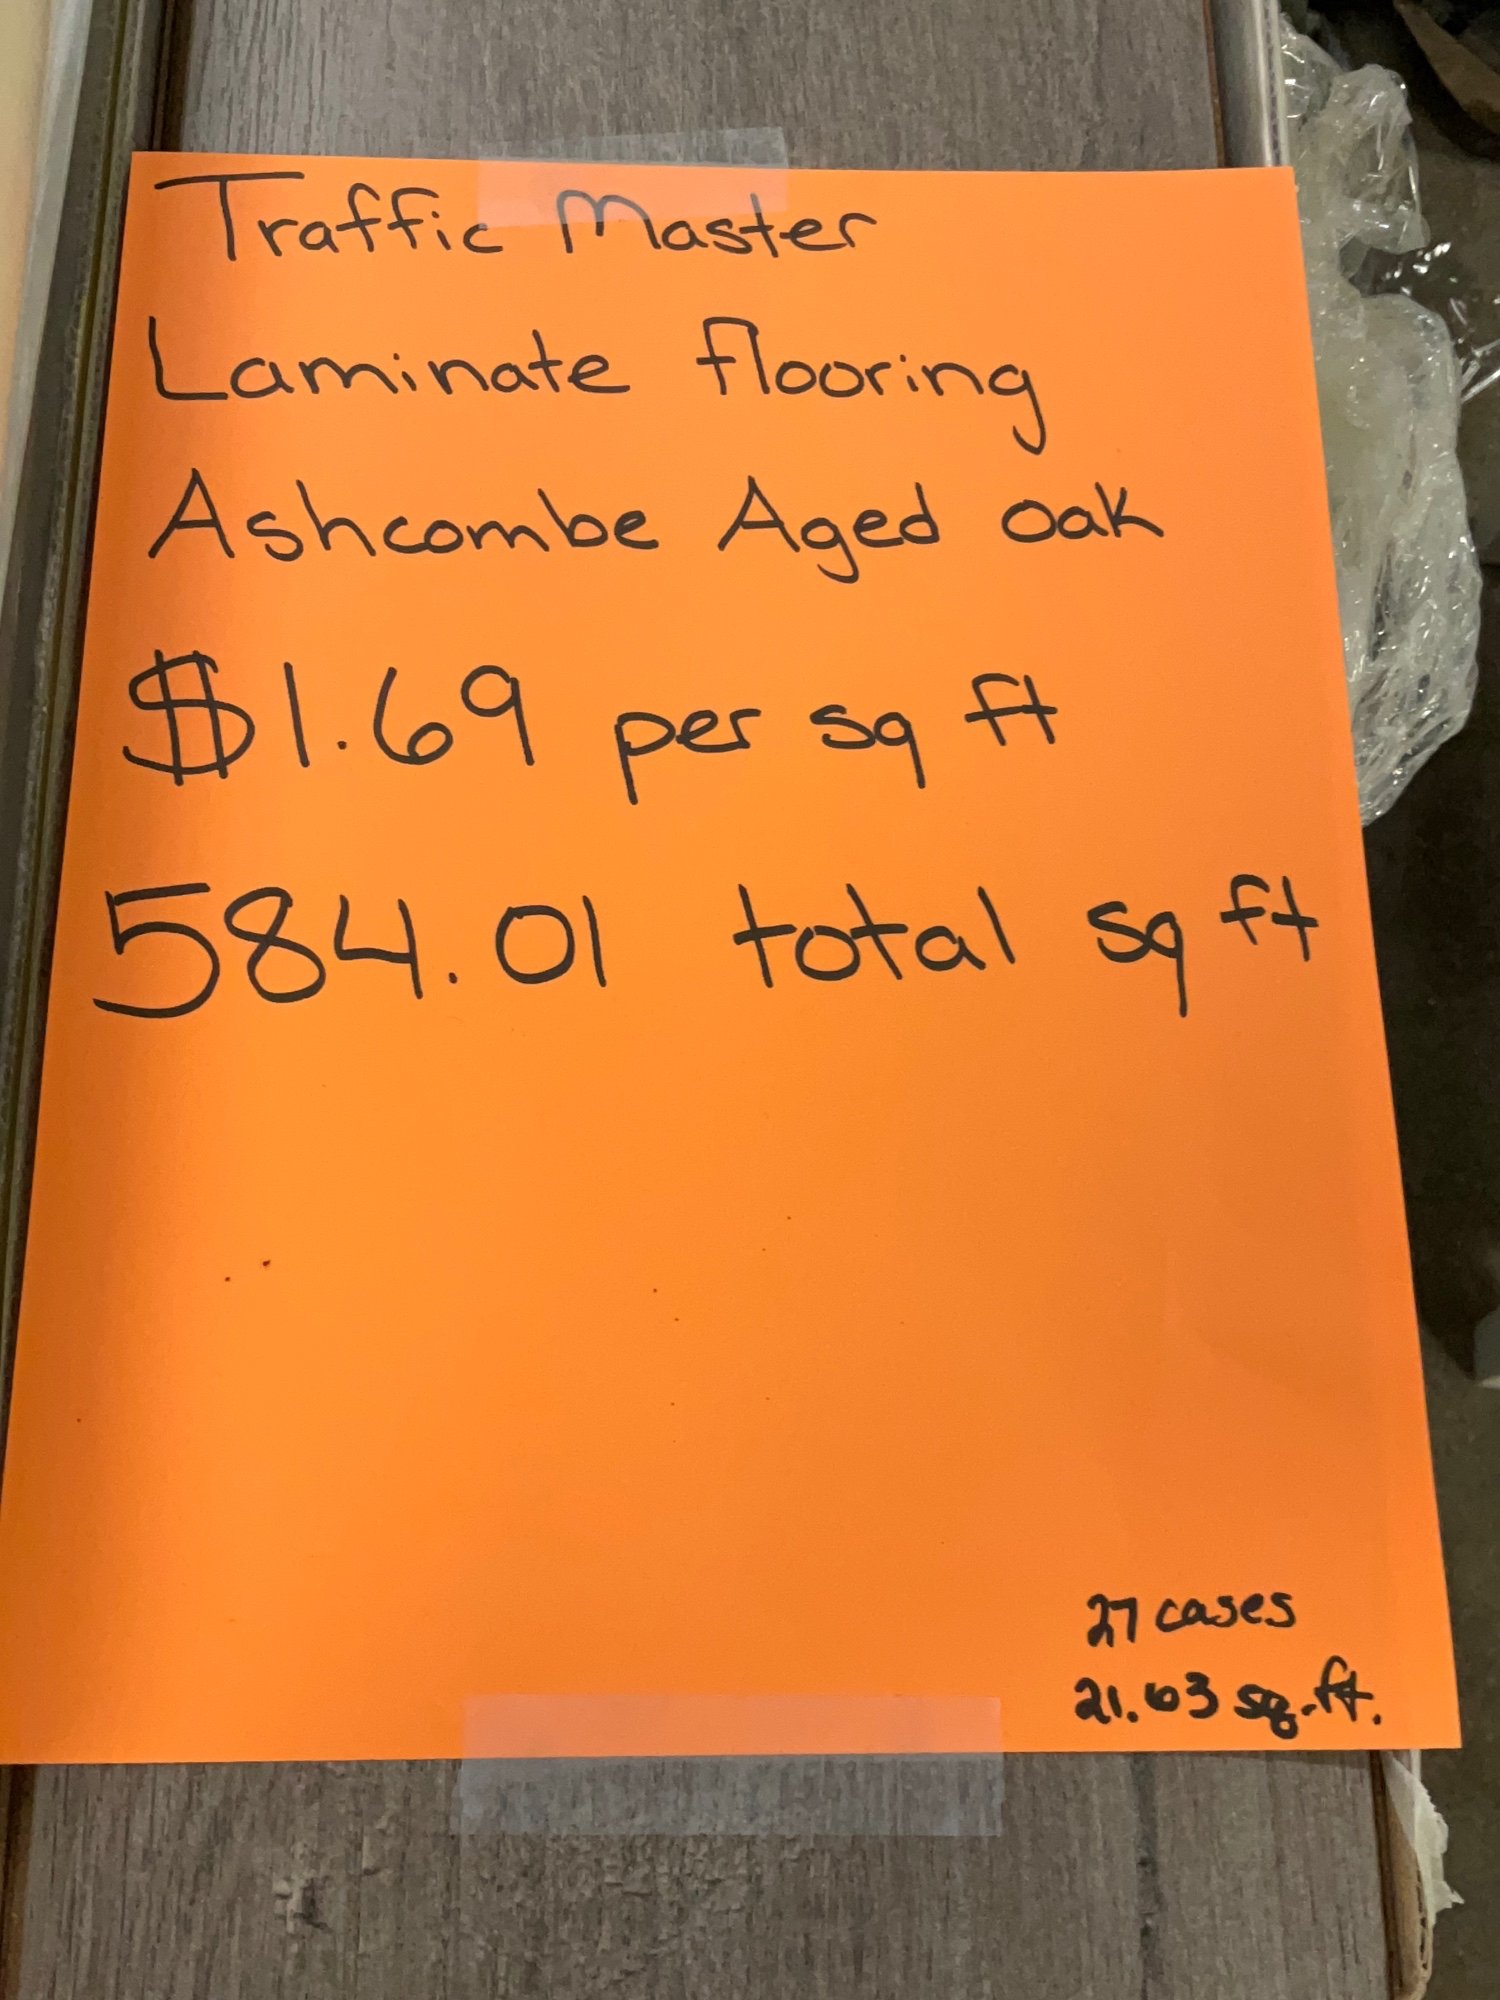 Traffic Master
Laminate flooring
Ashcombe Aged oak
$1.69 per sq ft
584.01 total sq ft
27 cases
21.63 sq.ft.